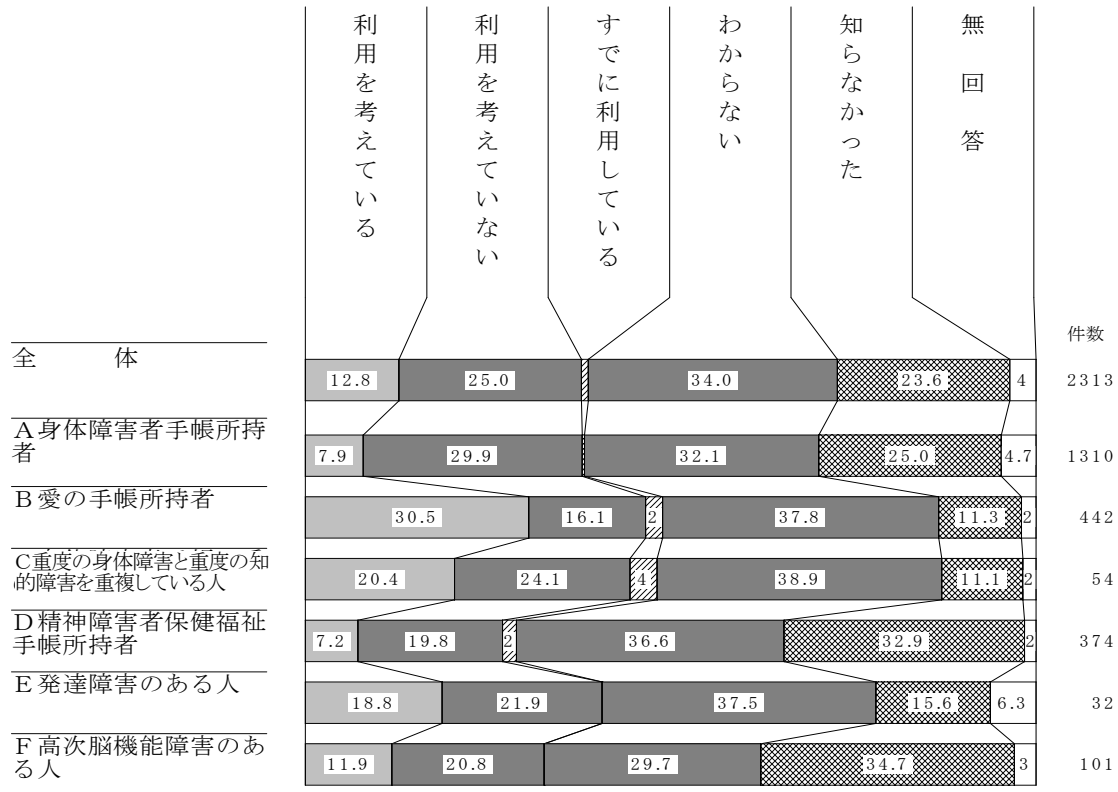 利用を考えている
利用を考えていない
すでに利用している
わからない
知らなかった
無回答
件数
全体
12.8 25.0 34.0 23.6 4 2313
A身体障害者手帳所持
者
7.9 29.9 32.1 25.0 4.7 1310
B愛の手帳所持者
30.5 16.1 2 37.8 11.3 2 442
C重度の身体障害と重度の知
的障害を重複している人
20.4 24.1 4 38.9 11.1 2 54
D精神障害者保健福祉
手帳所持者
7.2 19.8 2 36.6 32.9 2 374
E発達障害のある人
18.8 21.9 37.5 15.6 6.3 32
F高次脳機能障害のあ
る人
11.9 20.8 29.7 34.7 3 101